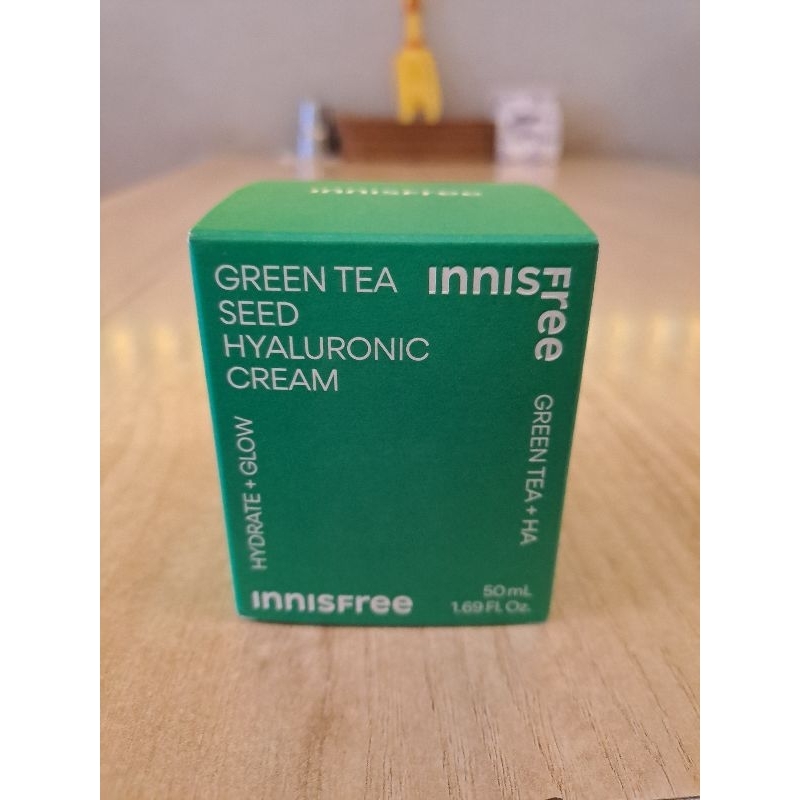 innisfree
GREEN TEA
SEED
HYALURONIC
CREAM
innisfree
HYDRATE + GLOW
GREEN TEA + HA
innisfree
50 mL
1.69 FL Oz.